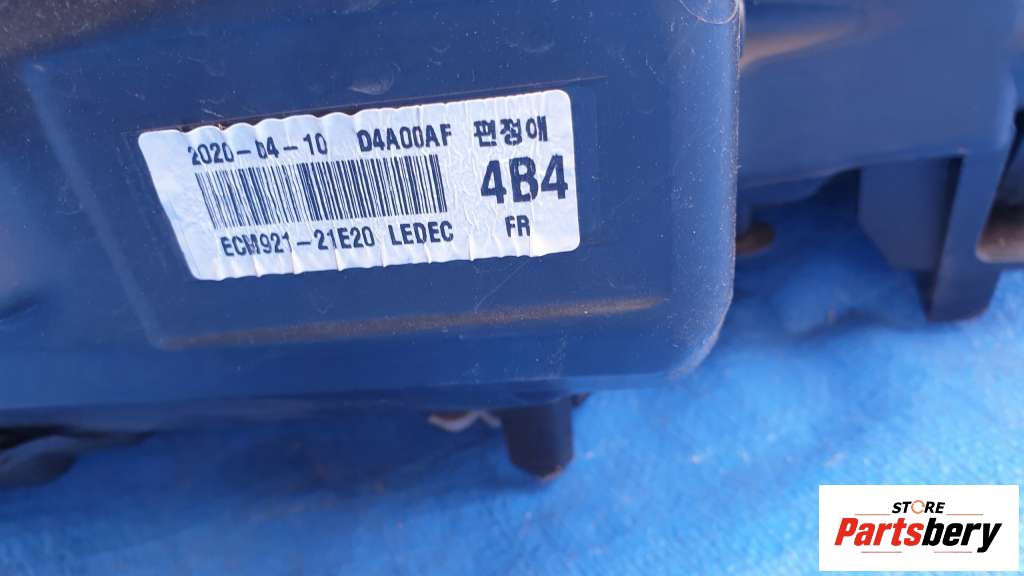 2020-04-10 D4A00AF 편정애
4B4
ECM921-21E20 LEDEC FR
STORE
Partsbery